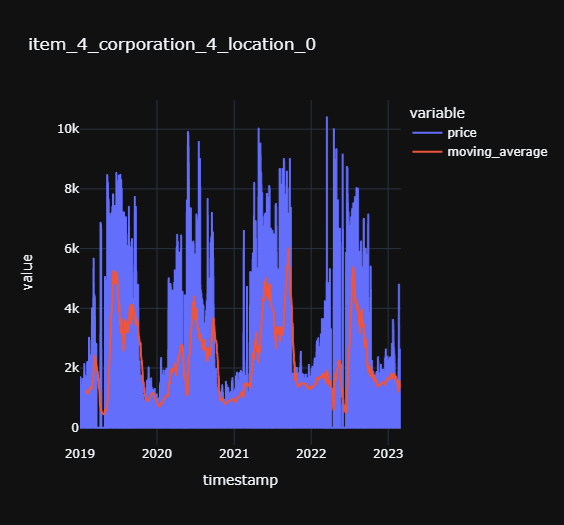 item_4_corporation_4_location_0
variable
price
moving_average
10k
8k
6k
4k
2k
0
value
2019
2020
2021
2022
2023
timestamp